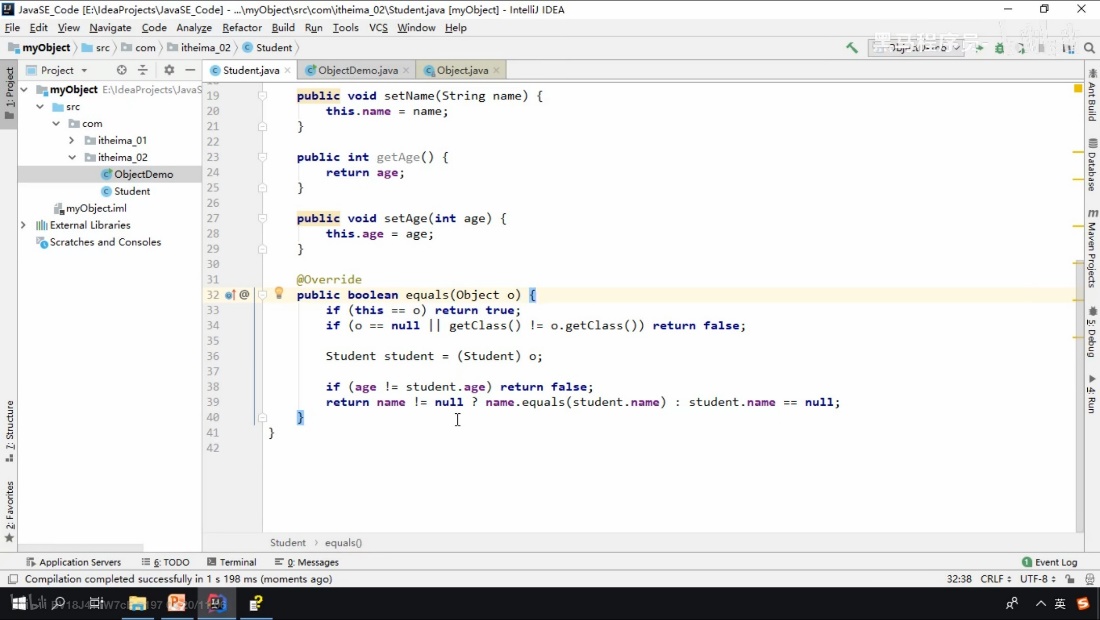 JavaSE_Code [E:\IdeaProjects\JavaSE_Code] - ...\myObject\src\com\itheima_02\Student.java [myObject] - IntelliJ IDEA
File Edit View Navigate Code Analyze Refactor Build Run Tools VCS Window Help
myObject src com itheima_02 Student
黑马程序员
Project
Student.java ObjectDemo.java Object.java
1: Project
myObject E:\IdeaProjects\JavaS
src
com
itheima_01
itheima_02
ObjectDemo
Student
myObject.iml
External Libraries
Scratches and Consoles
19 public void setName(String name) {
20 this.name = name;
21 }
22
23 public int getAge() {
24 return age;
25 }
26
27 public void setAge(int age) {
28 this.age = age;
29 }
30
31 @Override
32 public boolean equals(Object o) {
33 if (this == o) return true;
34 if (o == null || getClass() != o.getClass()) return false;
35
36 Student student = (Student) o;
37
38 if (age != student.age) return false;
39 return name != null ? name.equals(student.name) : student.name == null;
40 }
41 }
42
Ant Build
Database
Maven Projects
5: Debug
4: Run
7: Structure
2: Favorites
Student equals()
Application Servers 6: TODO Terminal 0: Messages Event Log
Compilation completed successfully in 1 s 198 ms (moments ago) 32:38 CRLF UTF-8
英